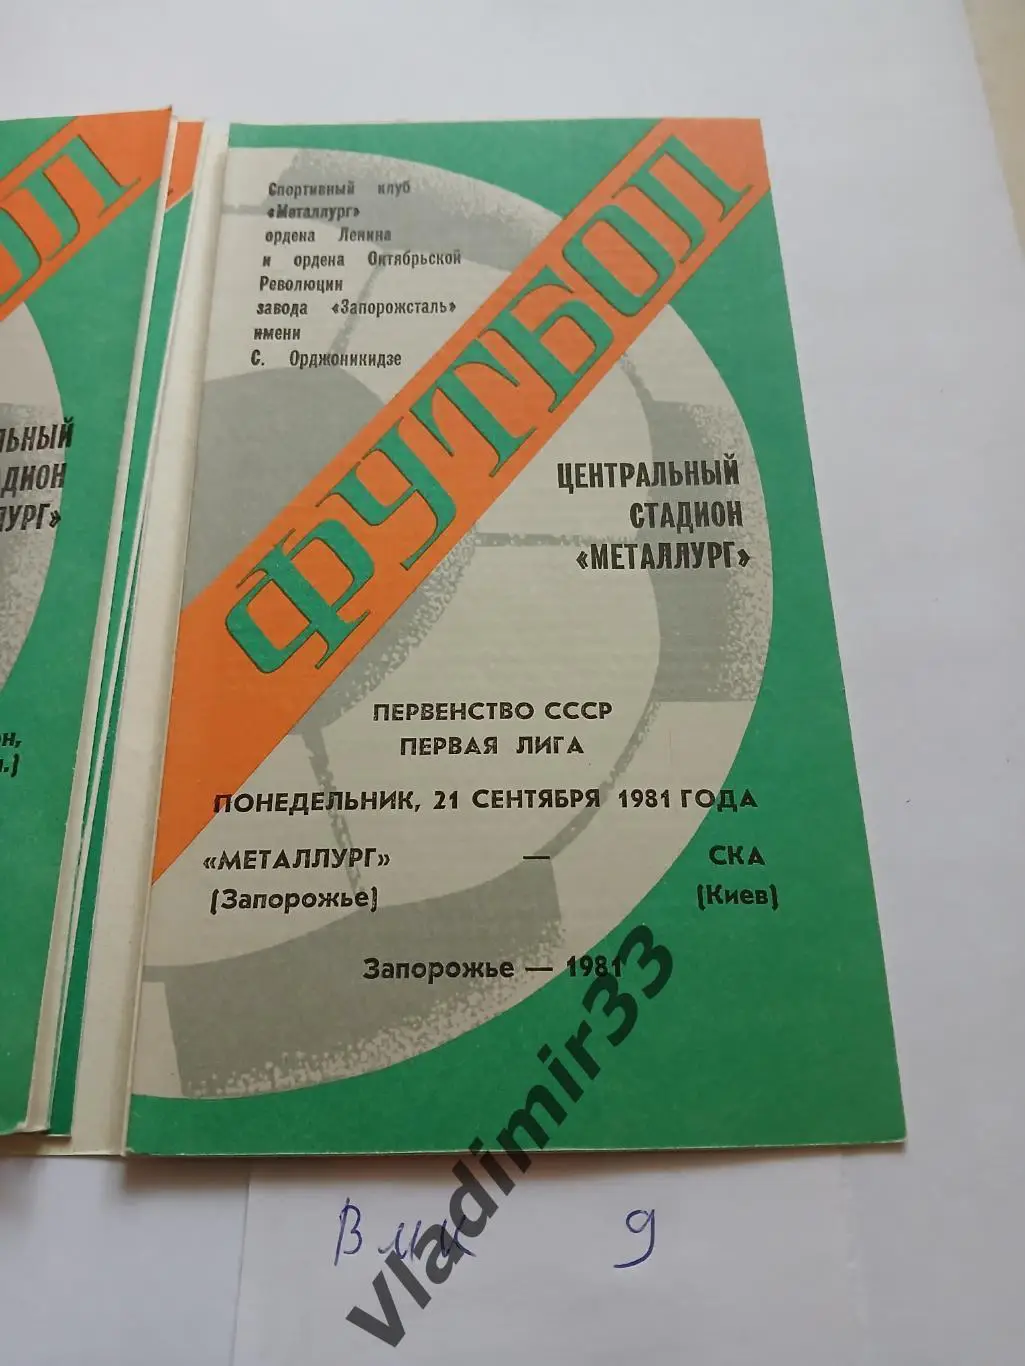 Спортивный клуб
«Металлург»
ордена Ленина
и ордена Октябрьской
Революции
завода «Запорожсталь»
имени
С. Орджоникидзе
ФУТБОЛ
ЦЕНТРАЛЬНЫЙ
СТАДИОН
«МЕТАЛЛУРГ»
ПЕРВЕНСТВО СССР
ПЕРВАЯ ЛИГА
ПОНЕДЕЛЬНИК, 21 СЕНТЯБРЯ 1981 ГОДА
«МЕТАЛЛУРГ» — СКА
(Запорожье) (Киев)
Запорожье — 1981
vladimir33
9